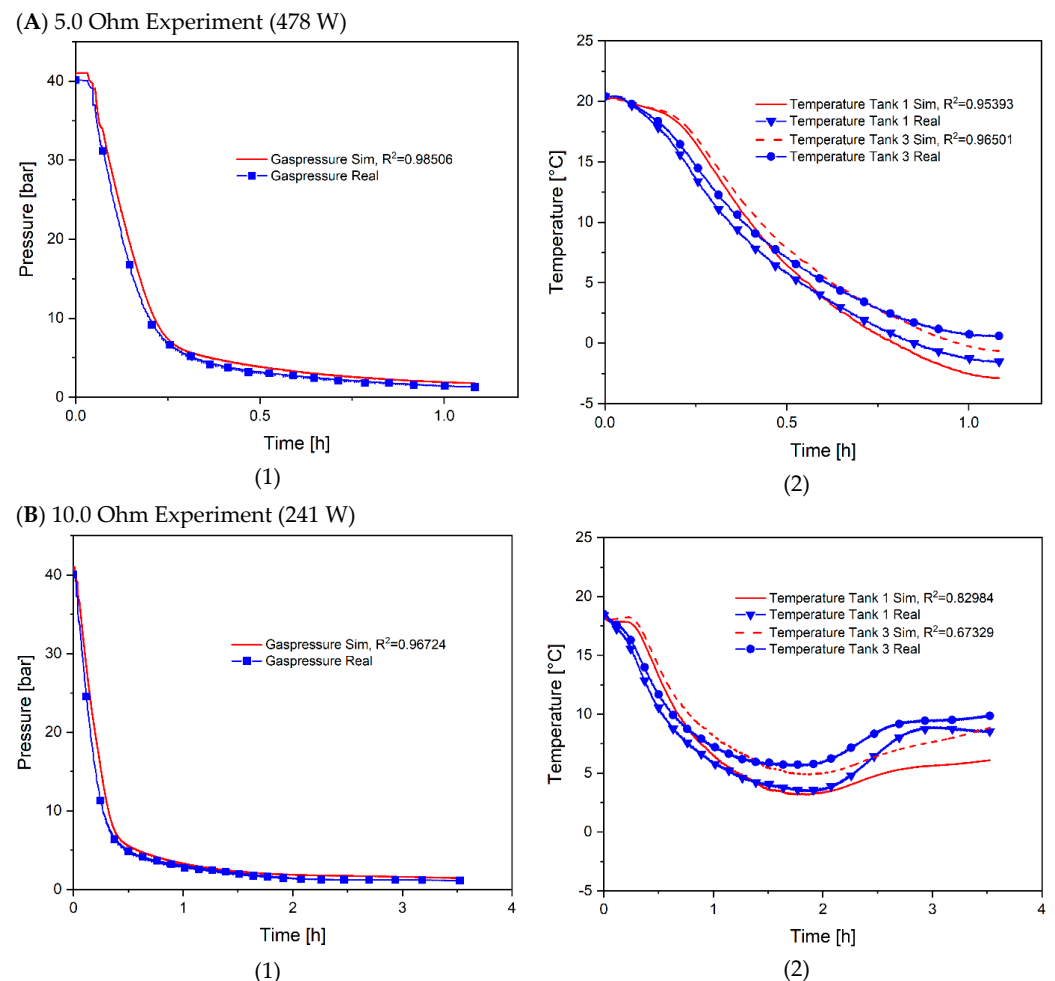 (A) 5.0 Ohm Experiment (478 W)
Pressure [bar]
40
30
20
10
0
Gaspressure Sim, R²=0.98506
Gaspressure Real
0.0
0.5
1.0
Time [h]
(1)
Temperature [°C]
25
20
15
10
5
0
-5
Temperature Tank 1 Sim, R²=0.95393
Temperature Tank 1 Real
Temperature Tank 3 Sim, R²=0.96501
Temperature Tank 3 Real
0.0
0.5
1.0
Time [h]
(2)
(B) 10.0 Ohm Experiment (241 W)
Pressure [bar]
40
30
20
10
0
Gaspressure Sim, R²=0.96724
Gaspressure Real
0
1
2
3
4
Time [h]
(1)
Temperature [°C]
25
20
15
10
5
0
-5
Temperature Tank 1 Sim, R²=0.82984
Temperature Tank 1 Real
Temperature Tank 3 Sim, R²=0.67329
Temperature Tank 3 Real
0
1
2
3
4
Time [h]
(2)